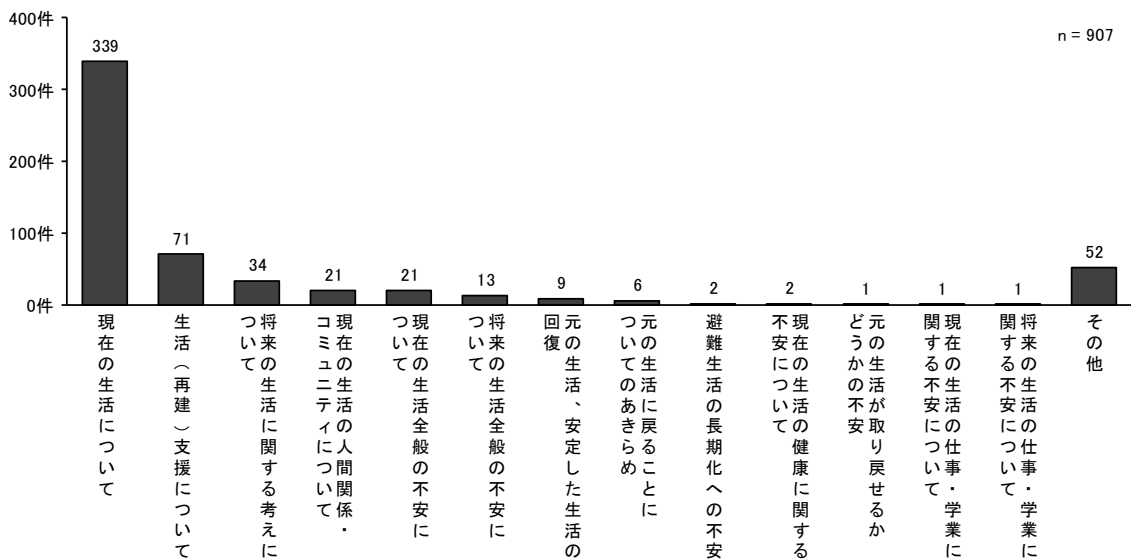 400件
300件
200件
100件
0件
n = 907
339
71
34
21
21
13
9
6
2
2
1
1
1
52
現在の生活について
生活（再建）支援について
将来の生活に関する考えに
ついて
現在の生活の人間関係・
コミュニティについて
現在の生活全般の不安に
ついて
将来の生活全般の不安に
ついて
元の生活、安定した生活の
回復
元の生活に戻ることに
ついてのあきらめ
避難生活の長期化への不安
現在の生活の健康に関する
不安について
元の生活が取り戻せるか
どうかの不安
現在の生活の仕事・学業に
関する不安について
将来の生活の仕事・学業に
関する不安について
その他